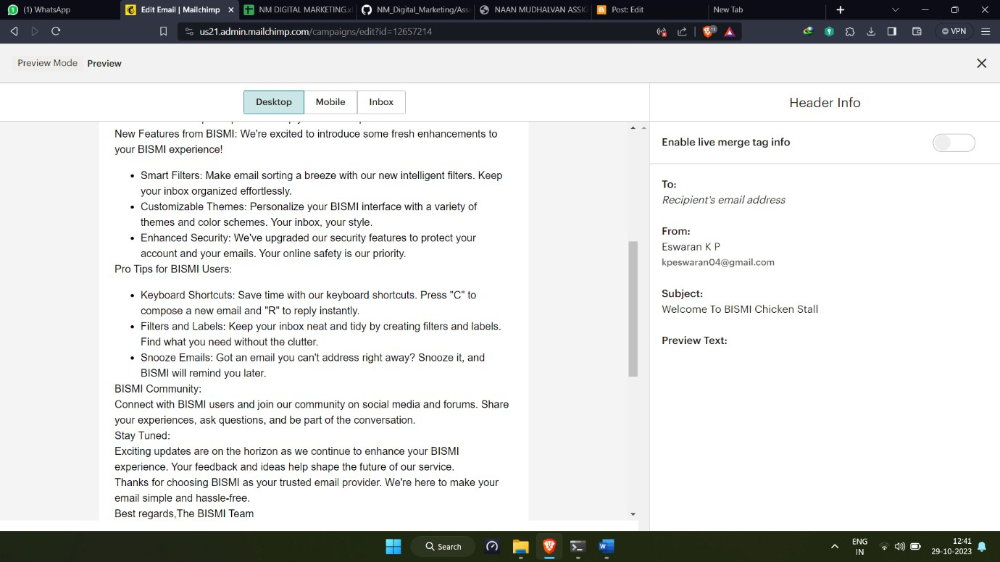 (1) WhatsApp
Edit Email | Mailchimp
NM DIGITAL MARKETING.x
NM_Digital_Marketing/Ass
NAAN MUDHALVAN ASSIG
Post: Edit
New Tab
us21.admin.mailchimp.com/campaigns/edit?id=12657214
11
VPN
Preview Mode Preview
Desktop Mobile Inbox
New Features from BISMI: We're excited to introduce some fresh enhancements to
your BISMI experience!
• Smart Filters: Make email sorting a breeze with our new intelligent filters. Keep
your inbox organized effortlessly.
• Customizable Themes: Personalize your BISMI interface with a variety of
themes and color schemes. Your inbox, your style.
• Enhanced Security: We've upgraded our security features to protect your
account and your emails. Your online safety is our priority.
Pro Tips for BISMI Users:
• Keyboard Shortcuts: Save time with our keyboard shortcuts. Press "C" to
compose a new email and "R" to reply instantly.
• Filters and Labels: Keep your inbox neat and tidy by creating filters and labels.
Find what you need without the clutter.
• Snooze Emails: Got an email you can't address right away? Snooze it, and
BISMI will remind you later.
BISMI Community:
Connect with BISMI users and join our community on social media and forums. Share
your experiences, ask questions, and be part of the conversation.
Stay Tuned:
Exciting updates are on the horizon as we continue to enhance your BISMI
experience. Your feedback and ideas help shape the future of our service.
Thanks for choosing BISMI as your trusted email provider. We're here to make your
email simple and hassle-free.
Best regards,The BISMI Team
Header Info
Enable live merge tag info
To:
Recipient's email address
From:
Eswaran K P
kpeswaran04@gmail.com
Subject:
Welcome To BISMI Chicken Stall
Preview Text:
Search
ENG
IN
12:41
29-10-2023